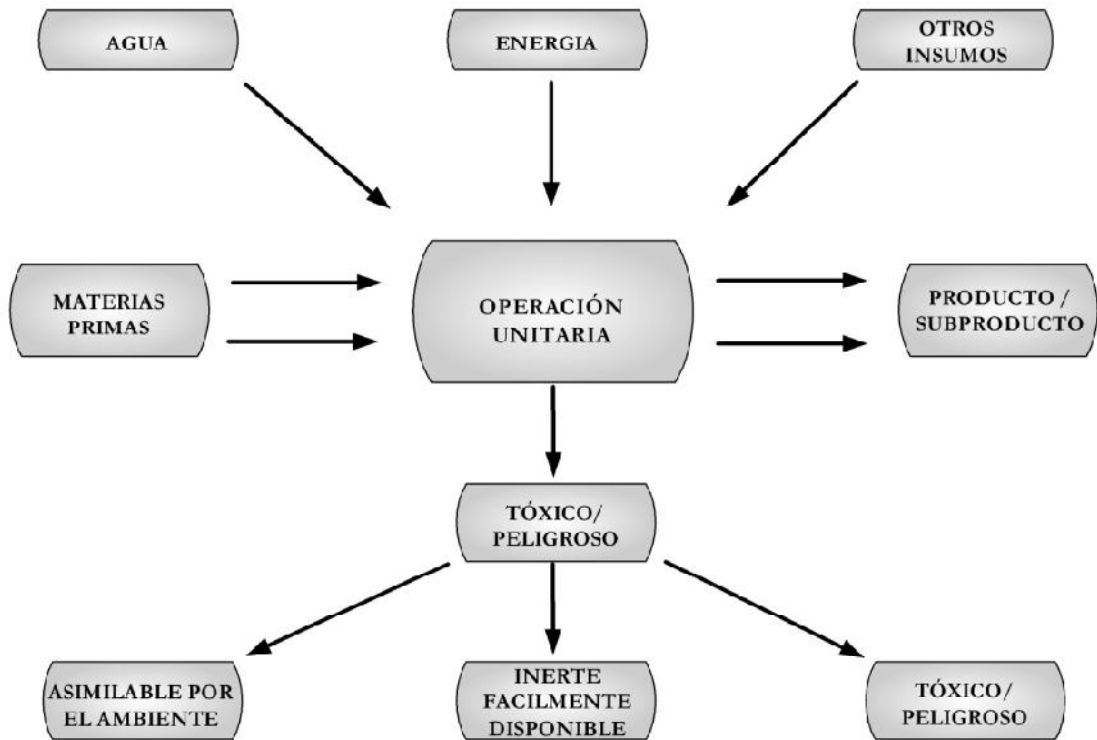 AGUA
ENERGIA
OTROS
INSUMOS
MATERIAS
PRIMAS
OPERACIÓN
UNITARIA
PRODUCTO /
SUBPRODUCTO
TÓXICO/
PELIGROSO
ASIMILABLE POR
EL AMBIENTE
INERTE
FACILMENTE
DISPONIBLE
TÓXICO/
PELIGROSO